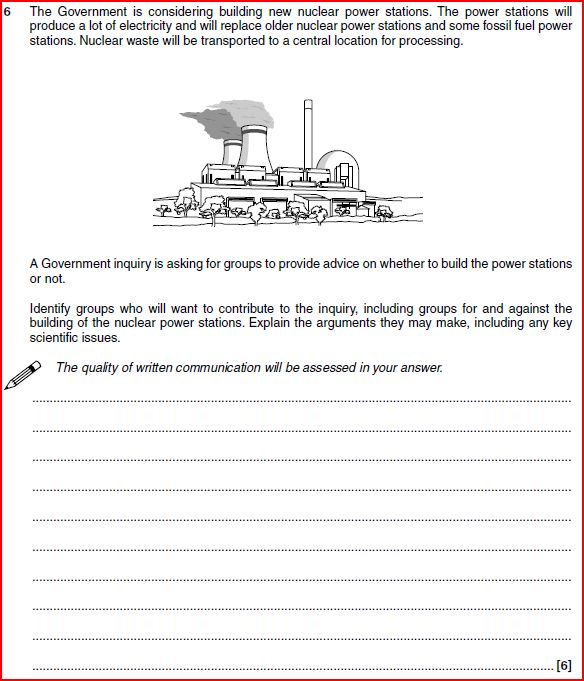 6 The Government is considering building new nuclear power stations. The power stations will
produce a lot of electricity and will replace older nuclear power stations and some fossil fuel power
stations. Nuclear waste will be transported to a central location for processing.
A Government inquiry is asking for groups to provide advice on whether to build the power stations
or not.
Identify groups who will want to contribute to the inquiry, including groups for and against the
building of the nuclear power stations. Explain the arguments they may make, including any key
scientific issues.
The quality of written communication will be assessed in your answer.
[6]